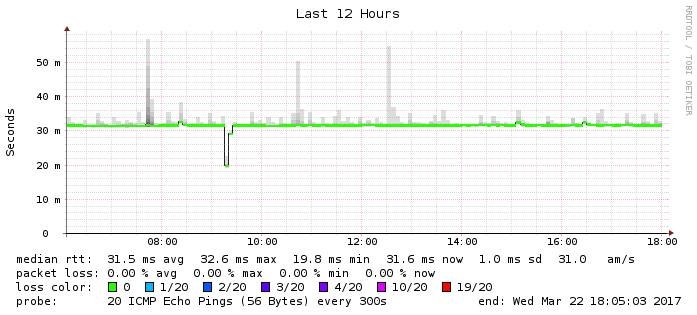 Last 12 Hours
RRDTOOL / TOBI OETIKER
Seconds
50 m
40 m
30 m
20 m
10 m
0
08:00 10:00 12:00 14:00 16:00 18:00
median rtt: 31.5 ms avg 32.6 ms max 19.8 ms min 31.6 ms now 1.0 ms sd 31.0 am/s
packet loss: 0.00 % avg 0.00 % max 0.00 % min 0.00 % now
loss color: 0 1/20 2/20 3/20 4/20 10/20 19/20
probe: 20 ICMP Echo Pings (56 Bytes) every 300s end: Wed Mar 22 18:05:03 2017